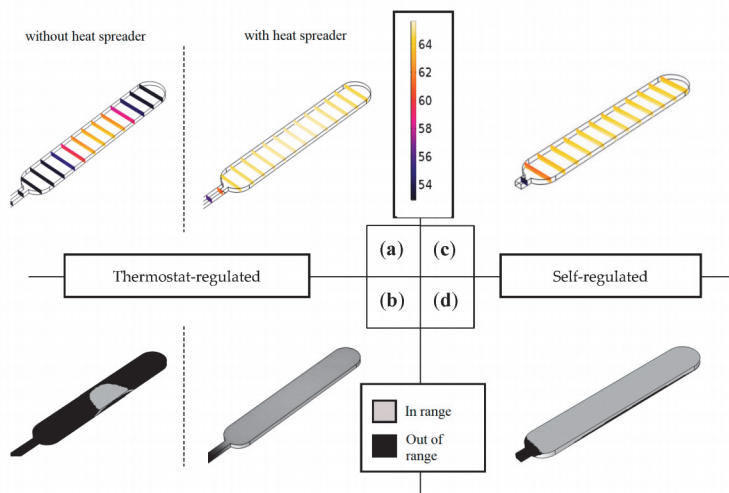 without heat spreader
with heat spreader
64
62
60
58
56
54
(a)
(c)
Thermostat-regulated
Self-regulated
(b)
(d)
In range
Out of
range